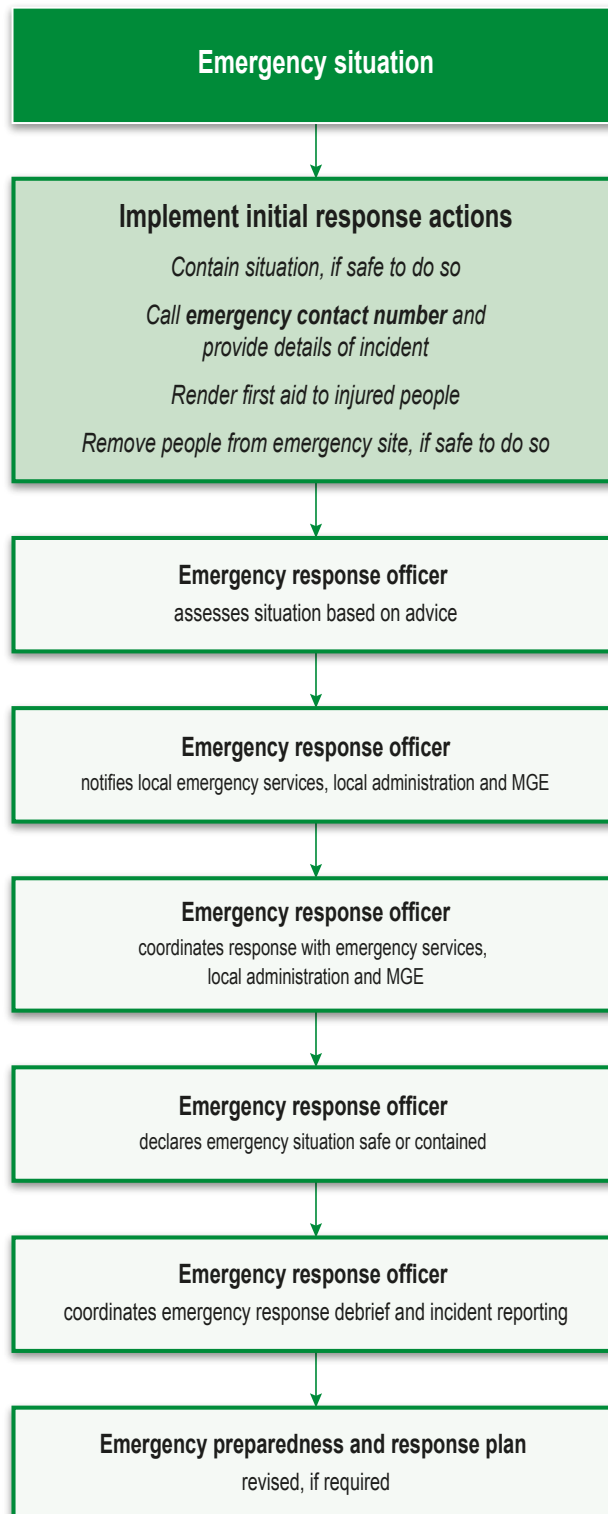 Emergency situation
Implement initial response actions
Contain situation, if safe to do so
Call emergency contact number and
provide details of incident
Render first aid to injured people
Remove people from emergency site, if safe to do so
Emergency response officer
assesses situation based on advice
Emergency response officer
notifies local emergency services, local administration and MGE
Emergency response officer
coordinates response with emergency services,
local administration and MGE
Emergency response officer
declares emergency situation safe or contained
Emergency response officer
coordinates emergency response debrief and incident reporting
Emergency preparedness and response plan
revised, if required